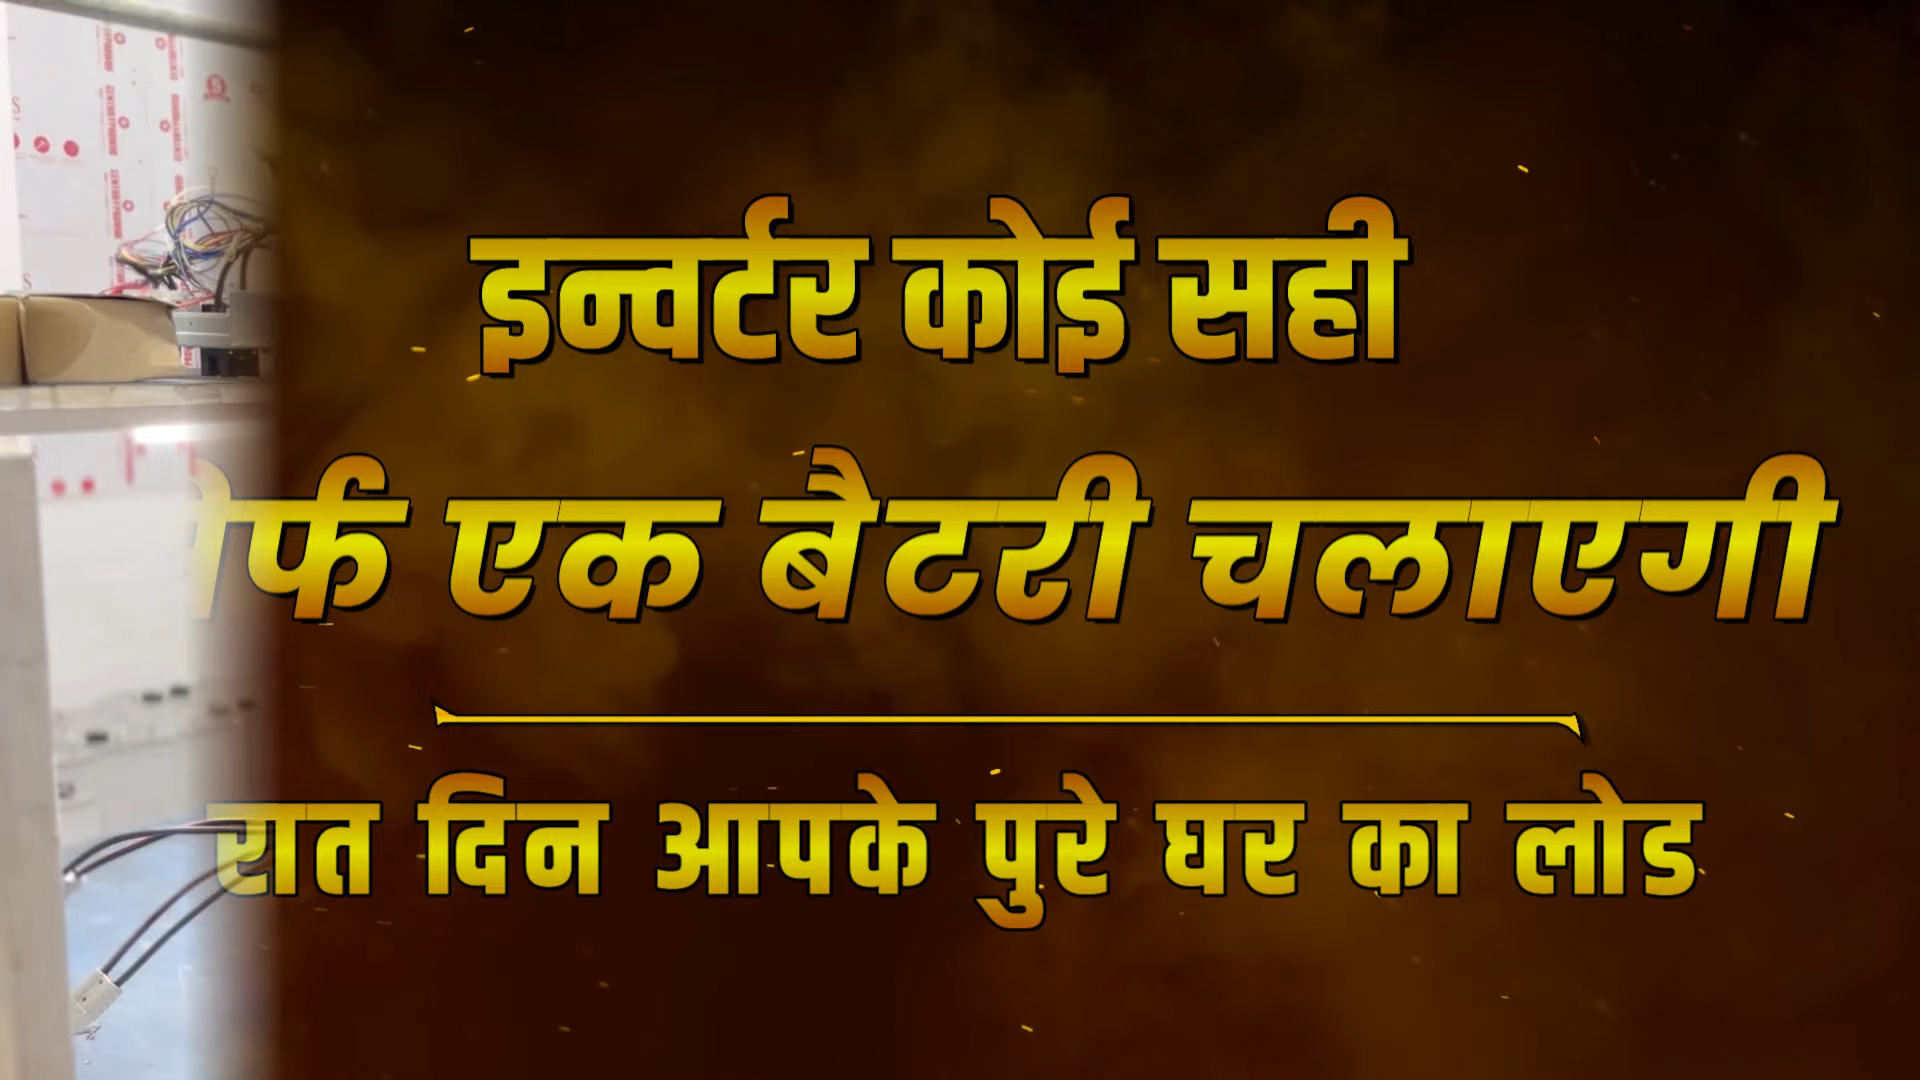 इन्वर्टर कोई सही
एक बैटरी चलाएगी
रात दिन आपके पुरे घर का लोड